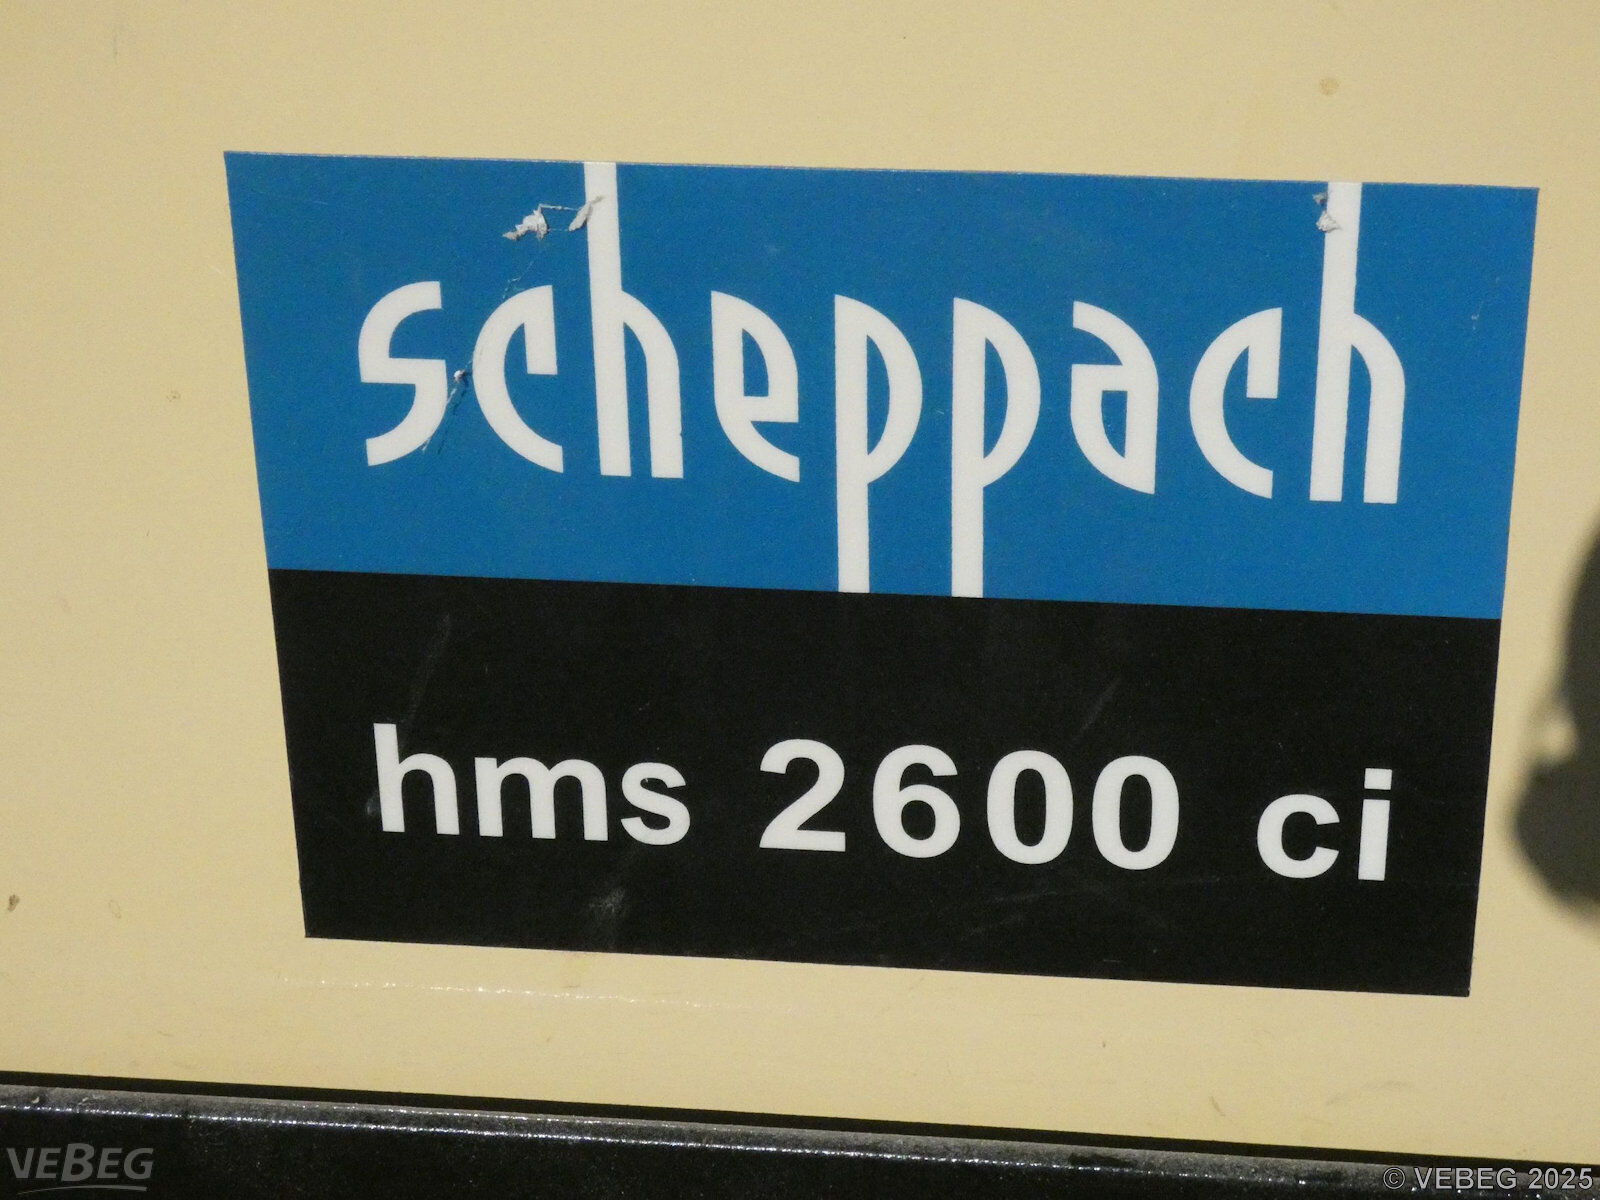 scheppach
hms 2600 ci
VEBEG
© VEBEG 2025